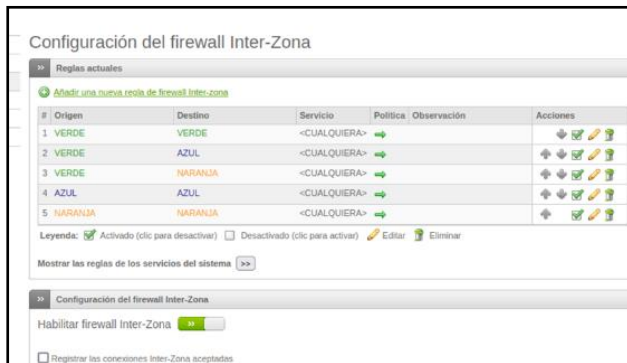 Configuración del firewall Inter-Zona
Reglas actuales
Añadir una nueva regla de firewall Inter-zona
# Origen Destino Servicio Política Observación Acciones
1 VERDE VERDE <CUALQUIERA>
2 VERDE AZUL <CUALQUIERA>
3 VERDE NARANJA <CUALQUIERA>
4 AZUL AZUL <CUALQUIERA>
5 NARANJA NARANJA <CUALQUIERA>
Leyenda: Activado (clic para desactivar) Desactivado (clic para activar) Editar Eliminar
Mostrar las reglas de los servicios del sistema >>
Configuración del firewall Inter-Zona
Habilitar firewall Inter-Zona
Registrar las conexiones Inter-Zona aceptadas